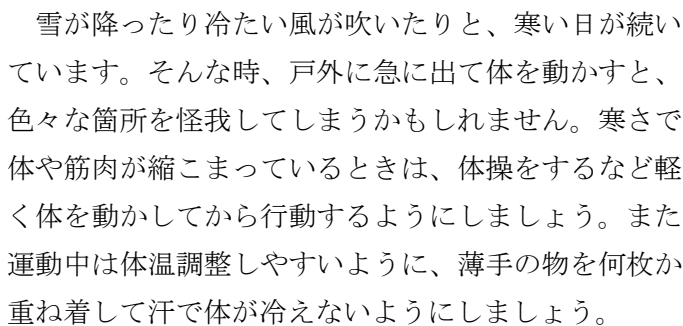 雪が降ったり冷たい風が吹いたりと、寒い日が続い
ています。そんな時、戸外に急に出て体を動かすと、
色々な箇所を怪我してしまうかもしれません。寒さで
体や筋肉が縮こまっているときは、体操をするなど軽
く体を動かしてから行動するようにしましょう。また
運動中は体温調整しやすいように、薄手の物を何枚か
重ね着して汗で体が冷えないようにしましょう。